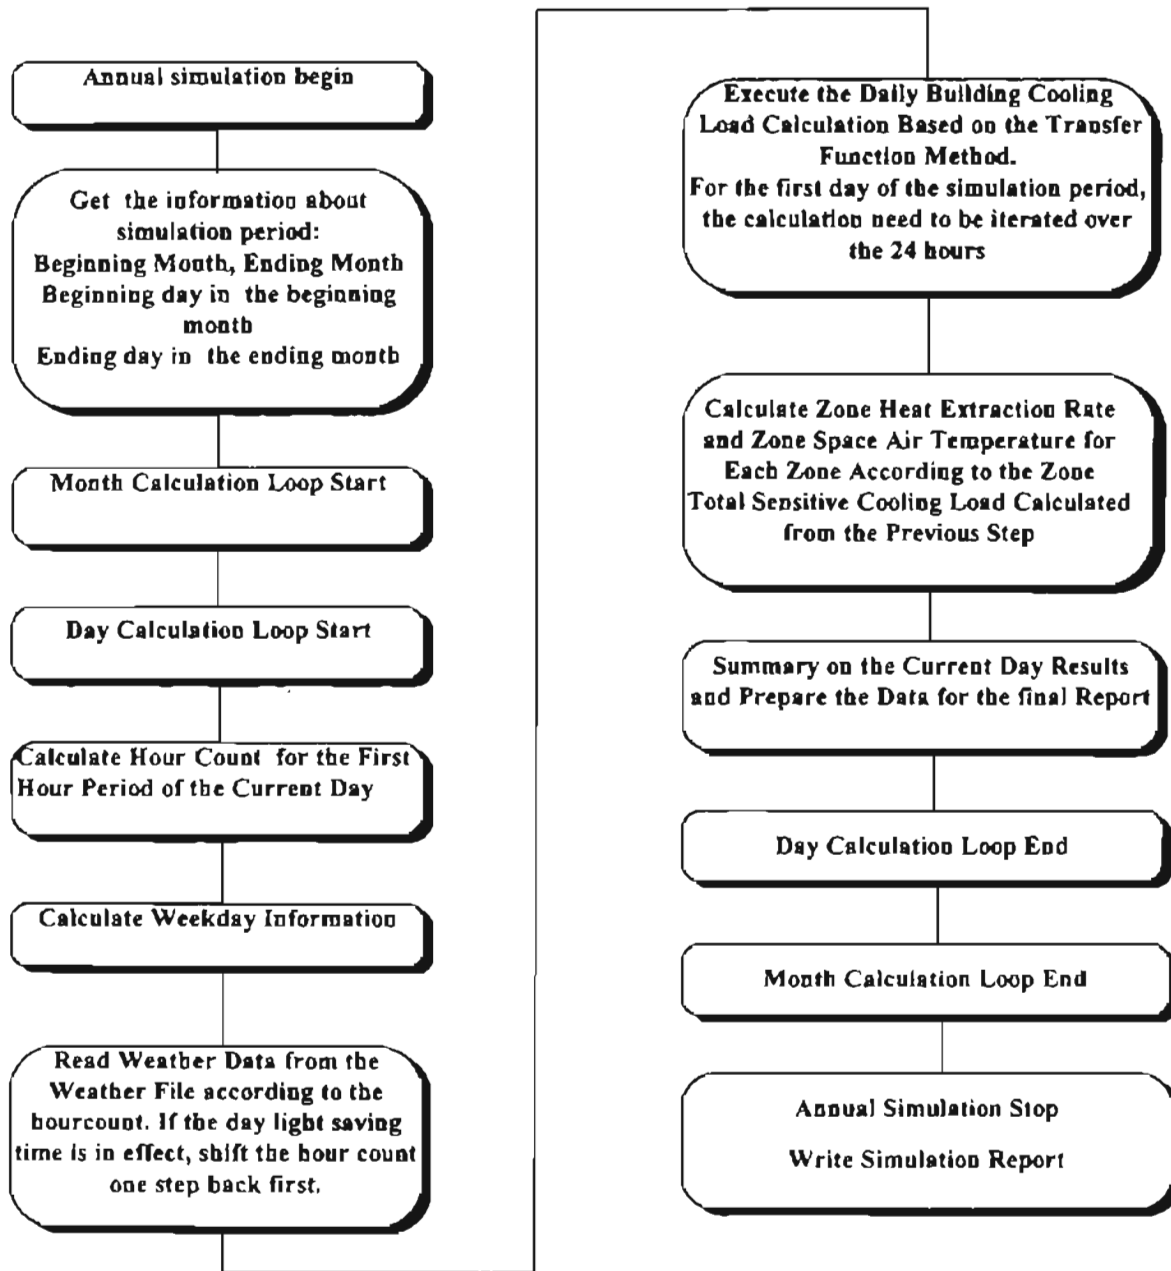 Annual simulation begin
Get the information about
simulation period:
Beginning Month, Ending Month
Beginning day in the beginning
month
Ending day in the ending month
Month Calculation Loop Start
Day Calculation Loop Start
Calculate Hour Count for the First
Hour Period of the Current Day
Calculate Weekday Information
Read Weather Data from the
Weather File according to the
hourcount. If the day light saving
time is in effect, shift the hour count
one step back first.
Execute the Daily Building Cooling
Load Calculation Based on the Transfer
Function Method.
For the first day of the simulation period,
the calculation need to be iterated over
the 24 hours
Calculate Zone Heat Extraction Rate
and Zone Space Air Temperature for
Each Zone According to the Zone
Total Sensitive Cooling Load Calculated
from the Previous Step
Summary on the Current Day Results
and Prepare the Data for the final Report
Day Calculation Loop End
Month Calculation Loop End
Annual Simulation Stop
Write Simulation Report